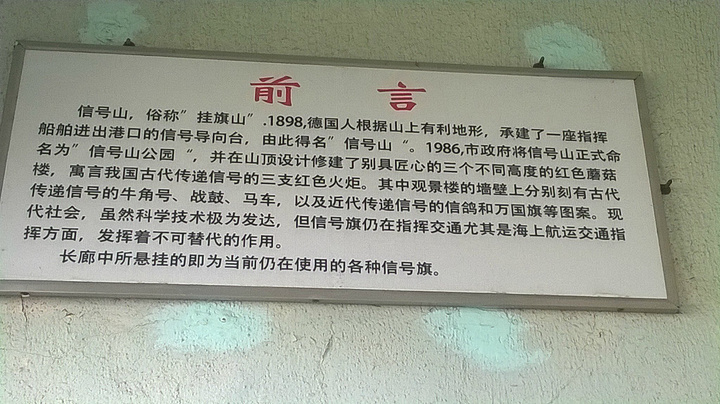 前言
信号山，俗称"挂旗山".1898,德国人根据山上有利地形，承建了一座指挥
船舶进出港口的信号导向台，由此得名"信号山"。1986,市政府将信号山正式命
名为"信号山公园"，并在山顶设计修建了别具匠心的三个不同高度的红色蘑菇
楼，寓言我国古代传递信号的三支红色火炬。其中观景楼的墙壁上分别刻有古代
传递信号的牛角号、战鼓、马车，以及近代传递信号的信鸽和万国旗等图案。现
代社会，虽然科学技术极为发达，但信号旗仍在指挥交通尤其是海上航运交通指
挥方面，发挥着不可替代的作用。
长廊中所悬挂的即为当前仍在使用的各种信号旗。